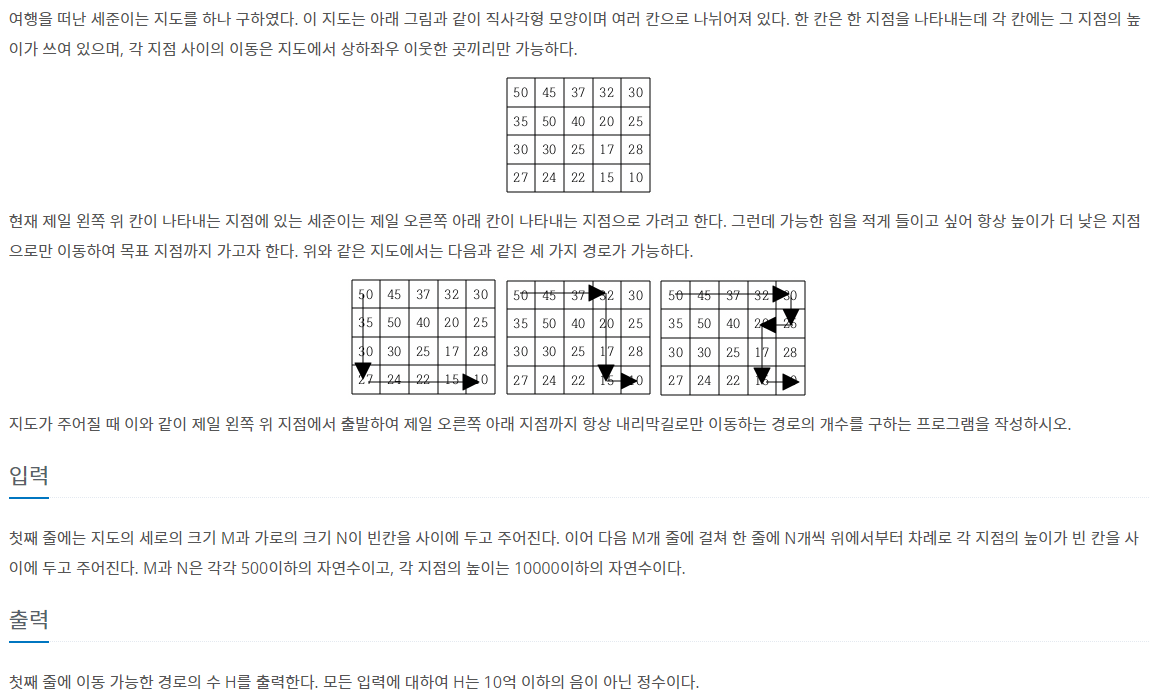 여행을 떠난 세준이는 지도를 하나 구하였다. 이 지도는 아래 그림과 같이 직사각형 모양이며 여러 칸으로 나뉘어져 있다. 한 칸은 한 지점을 나타내는데 각 칸에는 그 지점의 높
이가 쓰여 있으며, 각 지점 사이의 이동은 지도에서 상하좌우 이웃한 곳끼리만 가능하다.
50 45 37 32 30
35 50 40 20 25
30 30 25 17 28
27 24 22 15 10
현재 제일 왼쪽 위 칸이 나타내는 지점에 있는 세준이는 제일 오른쪽 아래 칸이 나타내는 지점으로 가려고 한다. 그런데 가능한 힘을 적게 들이고 싶어 항상 높이가 더 낮은 지점
으로만 이동하여 목표 지점까지 가고자 한다. 위와 같은 지도에서는 다음과 같은 세 가지 경로가 가능하다.
50 45 37 32 30
35 50 40 20 25
30 30 25 17 28
27 24 22 15 10
50 45 37 32 30
35 50 40 20 25
30 30 25 17 28
27 24 22 15 10
50 45 37 32 30
35 50 40 20 25
30 30 25 17 28
27 24 22 15 10
지도가 주어질 때 이와 같이 제일 왼쪽 위 지점에서 출발하여 제일 오른쪽 아래 지점까지 항상 내리막길로만 이동하는 경로의 개수를 구하는 프로그램을 작성하시오.
입력
첫째 줄에는 지도의 세로의 크기 M과 가로의 크기 N이 빈칸을 사이에 두고 주어진다. 이어 다음 M개 줄에 걸쳐 한 줄에 N개씩 위에서부터 차례로 각 지점의 높이가 빈 칸을 사
이에 두고 주어진다. M과 N은 각각 500이하의 자연수이고, 각 지점의 높이는 10000이하의 자연수이다.
출력
첫째 줄에 이동 가능한 경로의 수 H를 출력한다. 모든 입력에 대하여 H는 10억 이하의 음이 아닌 정수이다.